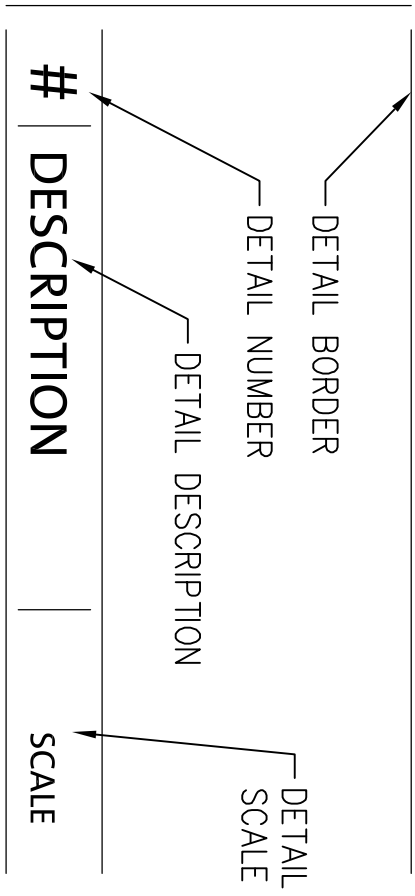 DETAIL BORDER
DETAIL NUMBER
DETAIL
SCALE
DETAIL DESCRIPTION
# DESCRIPTION SCALE